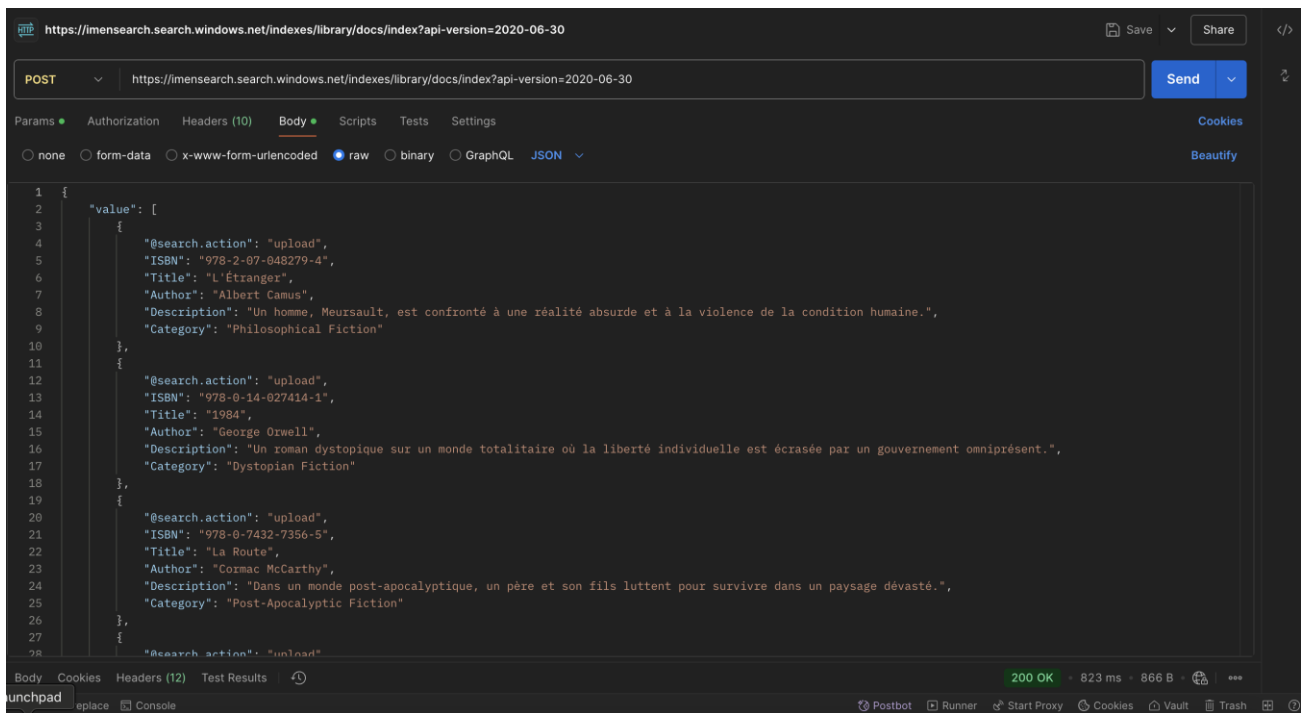 HTTP https://imensearch.search.windows.net/indexes/library/docs/index?api-version=2020-06-30 Save Share </>
POST https://imensearch.search.windows.net/indexes/library/docs/index?api-version=2020-06-30 Send
Params Authorization Headers (10) Body Scripts Tests Settings Cookies
none form-data x-www-form-urlencoded raw binary GraphQL JSON Beautify
1 {
2 "value": [
3 {
4 "@search.action": "upload",
5 "ISBN": "978-2-07-048279-4",
6 "Title": "L'Étranger",
7 "Author": "Albert Camus",
8 "Description": "Un homme, Meursault, est confronté à une réalité absurde et à la violence de la condition humaine.",
9 "Category": "Philosophical Fiction"
10 },
11 {
12 "@search.action": "upload",
13 "ISBN": "978-0-14-027414-1",
14 "Title": "1984",
15 "Author": "George Orwell",
16 "Description": "Un roman dystopique sur un monde totalitaire où la liberté individuelle est écrasée par un gouvernement omniprésent.",
17 "Category": "Dystopian Fiction"
18 },
19 {
20 "@search.action": "upload",
21 "ISBN": "978-0-7432-7356-5",
22 "Title": "La Route",
23 "Author": "Cormac McCarthy",
24 "Description": "Dans un monde post-apocalyptique, un père et son fils luttent pour survivre dans un paysage dévasté.",
25 "Category": "Post-Apocalyptic Fiction"
26 },
27 {
28 "@search.action": "upload"
Body Cookies Headers (12) Test Results 200 OK 823 ms 866 B
unchpad eplace Console Postbot Runner Start Proxy Cookies Vault Trash